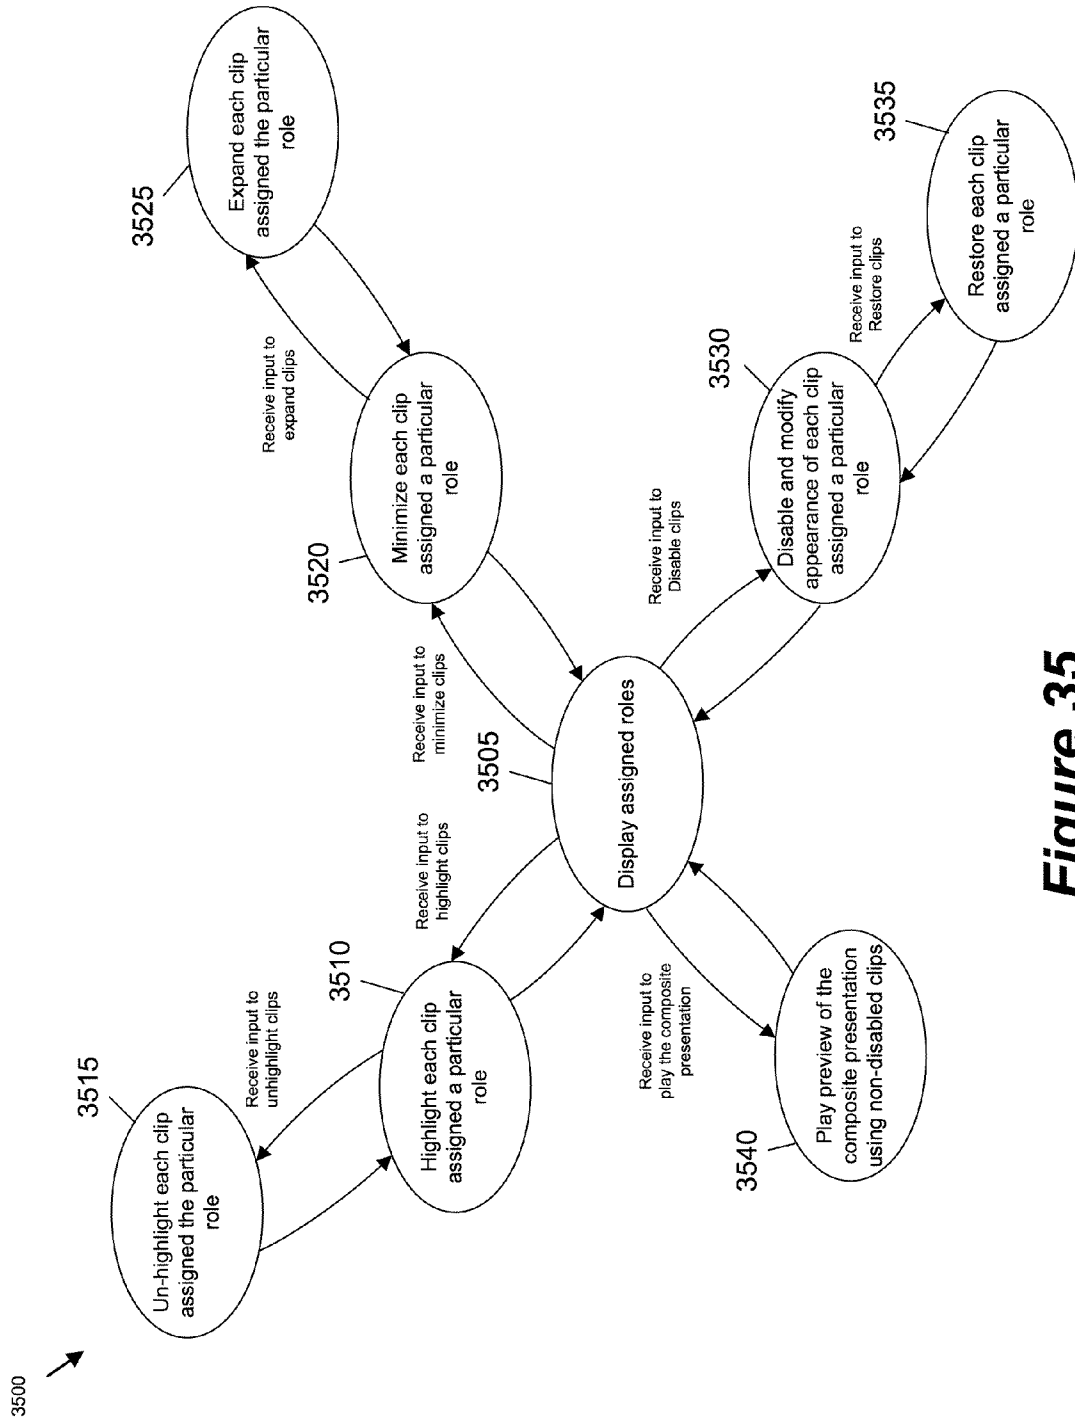 3500
3515
Un-hightlight each clip
assigned the particular
role
Receive input to
unhighlight clips
3510
Highlight each clip
assigned a particular
role
Receive input to
highlight clips
3525
Expand each clip
assigned the particular
role
Receive input to
expand clips
3520
Minimize each clip
assigned a particular
role
Receive input to
minimize clips
3505
Display assigned roles
Receive input to
play the composite
presentation
3540
Play preview of the
composite presentation
using non-disabled clips
Receive input to
Disable clips
3530
Disable and modify
appearance of each clip
assigned a particular
role
Receive input to
Restore clips
3535
Restore each clip
assigned a particular
role
Figure 35